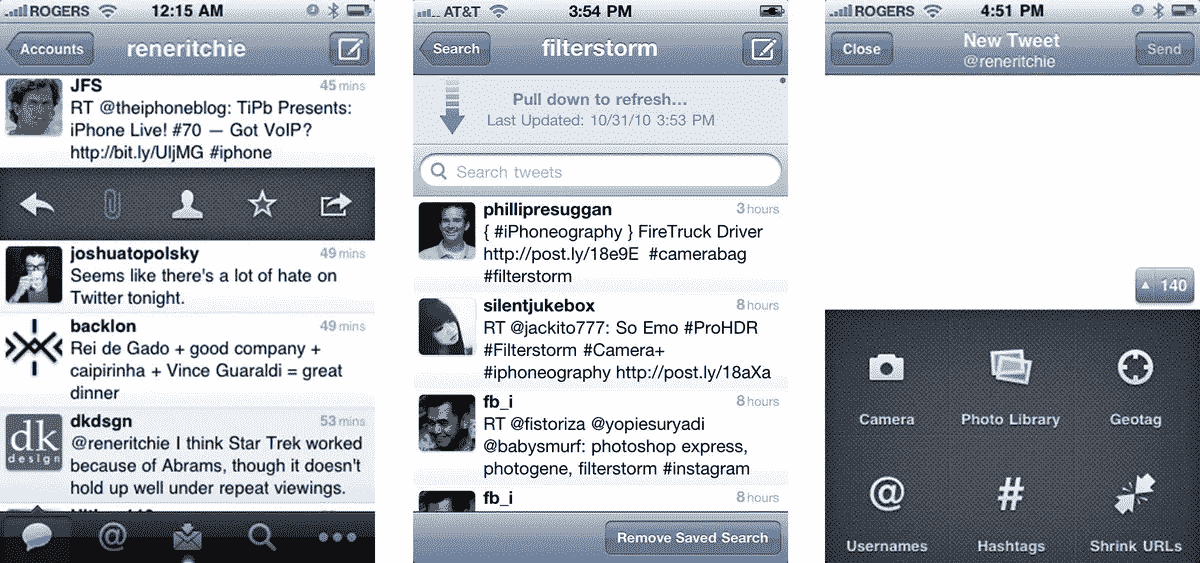 ROGERS 12:15 AM
Accounts reneritchie
JFS 45 mins
RT @theiphoneblog: TiPb Presents:
iPhone Live! #70 — Got VoIP?
http://bit.ly/UljMG #iphone
joshuatopolsky 49 mins
Seems like there's a lot of hate on
Twitter tonight.
backlon 49 mins
Rei de Gado + good company +
caipirinha + Vince Guaraldi = great
dinner
dk
design
dkdsgn 53 mins
@reneritchie I think Star Trek worked
because of Abrams, though it doesn't
hold up well under repeat viewings.
@
AT&T 3:54 PM
Search filterstorm
Pull down to refresh...
Last Updated: 10/31/10 3:53 PM
Search tweets
phillipresuggan 3 hours
{ #iPhoneography } FireTruck Driver
http://post.ly/18e9E #camerabag
#filterstorm
silentjukebox 8 hours
RT @jackito777: So Emo #ProHDR
#Filterstorm #Camera+
#iphoneography http://post.ly/18aXa
fb_i 8 hours
RT @fistoriza @yopiesuryadi
@babysmurf: photoshop express,
photogene, filterstorm #instagram
fb_i 8 hours
Remove Saved Search
ROGERS 4:51 PM
Close New Tweet Send
@reneritchie
140
Camera Photo Library Geotag
@ #
Usernames Hashtags Shrink URLs